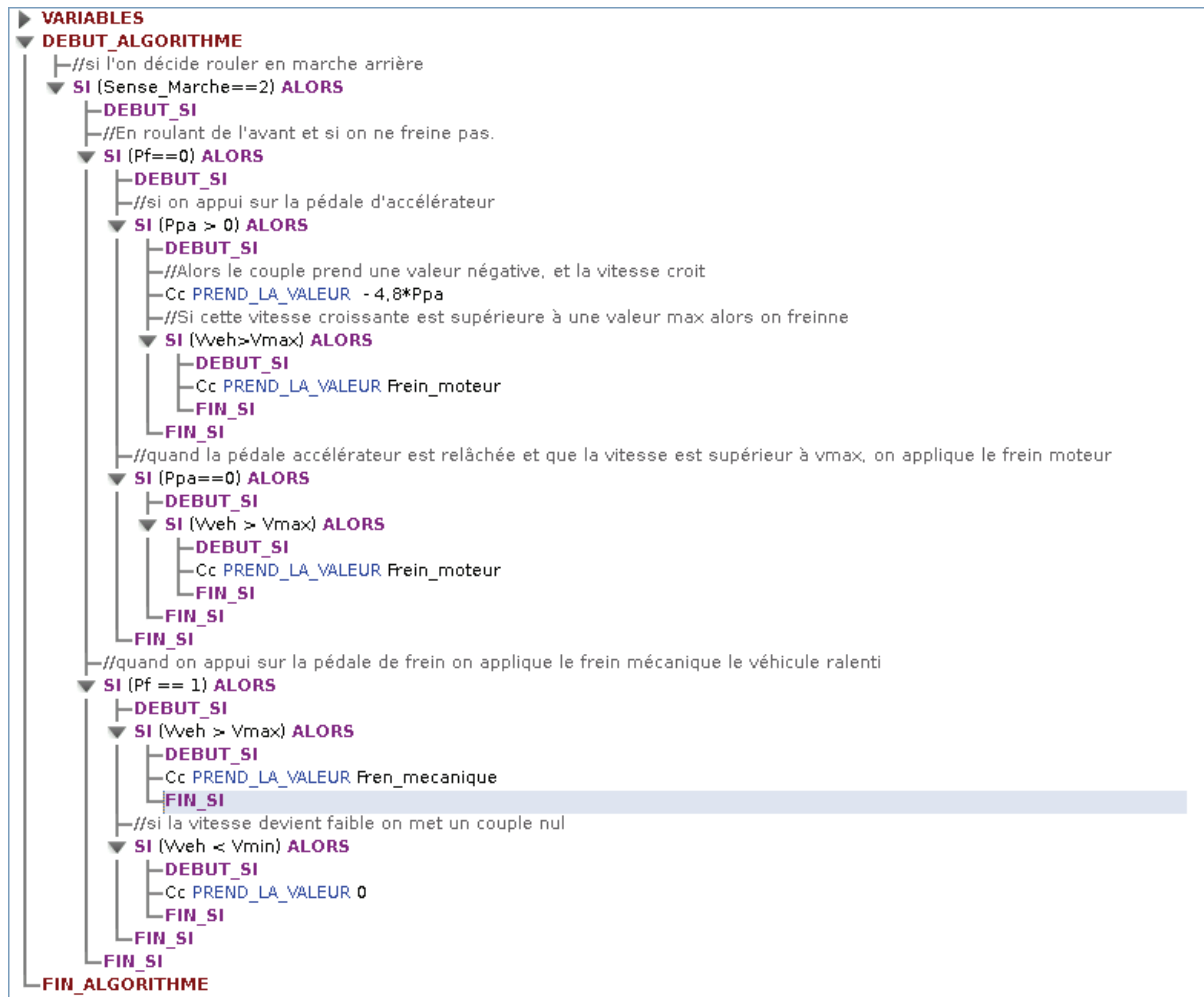 VARIABLES
DEBUT_ALGORITHME
//si l'on décide rouler en marche arrière
SI (Sense_Marche==2) ALORS
DEBUT_SI
//En roulant de l'avant et si on ne freine pas.
SI (Pf==0) ALORS
DEBUT_SI
//si on appui sur la pédale d'accélérateur
SI (Ppa > 0) ALORS
DEBUT_SI
//Alors le couple prend une valeur négative, et la vitesse croit
Cc PREND_LA_VALEUR - 4,8*Ppa
//Si cette vitesse croissante est supérieure à une valeur max alors on freinne
SI (Vveh>Vmax) ALORS
DEBUT_SI
Cc PREND_LA_VALEUR Frein_moteur
FIN_SI
FIN_SI
//quand la pédale accélérateur est relâchée et que la vitesse est supérieur à vmax, on applique le frein moteur
SI (Ppa==0) ALORS
DEBUT_SI
SI (Vveh > Vmax) ALORS
DEBUT_SI
Cc PREND_LA_VALEUR Frein_moteur
FIN_SI
FIN_SI
FIN_SI
//quand on appui sur la pédale de frein on applique le frein mécanique le véhicule ralenti
SI (Pf == 1) ALORS
DEBUT_SI
SI (Vveh > Vmax) ALORS
DEBUT_SI
Cc PREND_LA_VALEUR Fren_mecanique
FIN_SI
//si la vitesse devient faible on met un couple nul
SI (Vveh < Vmin) ALORS
DEBUT_SI
Cc PREND_LA_VALEUR 0
FIN_SI
FIN_SI
FIN_SI
FIN_ALGORITHME